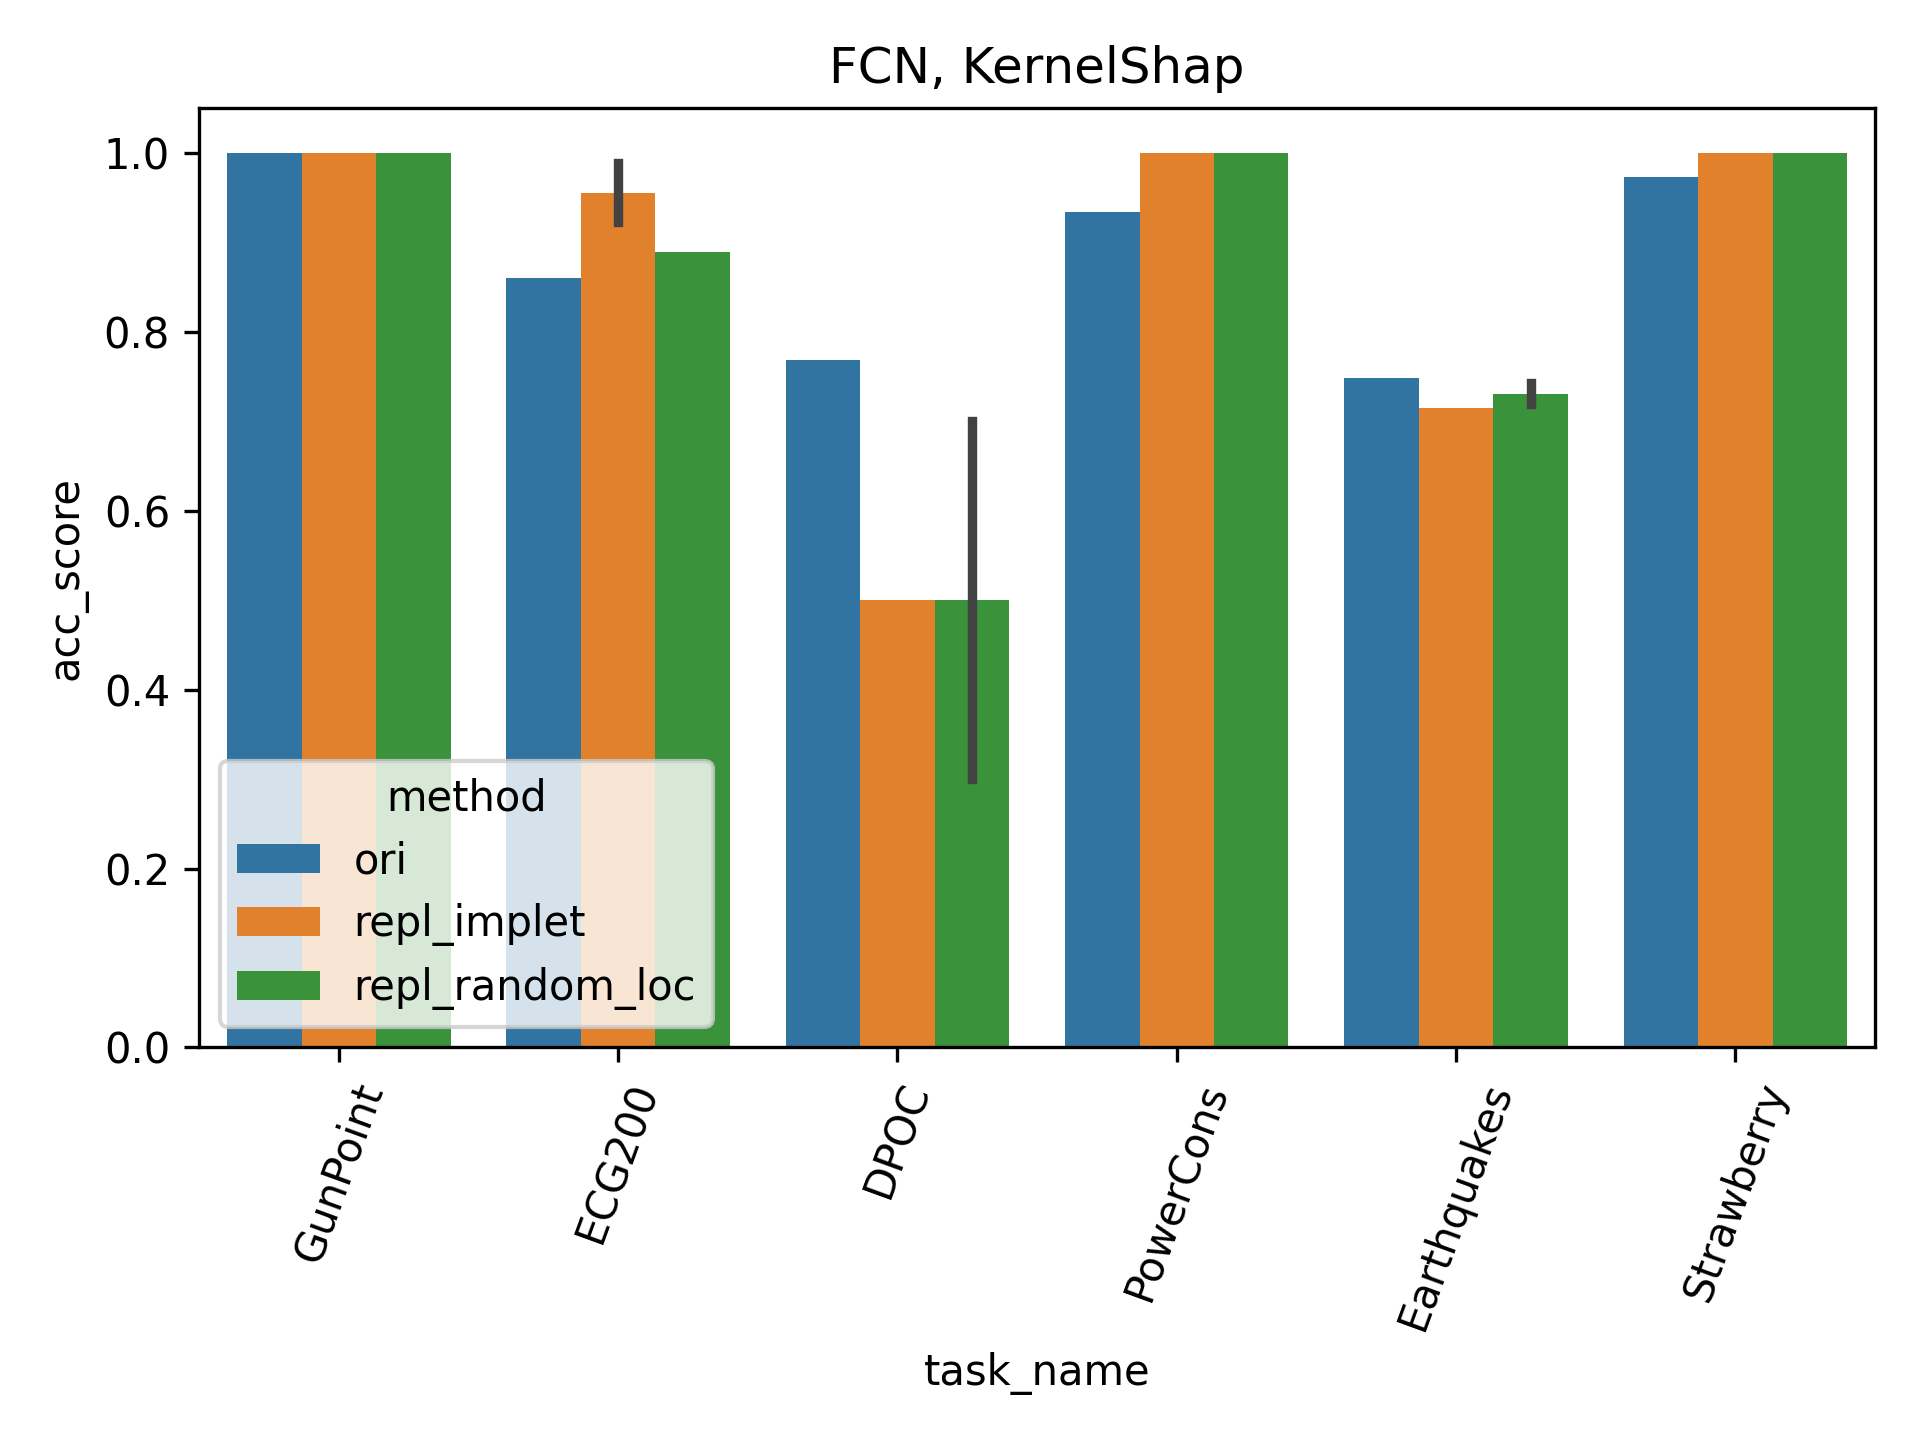 FCN, KernelShap
1.0
0.8
0.6
0.4
0.2
0.0
acc_score
method
ori
repl_implet
repl_random_loc
GunPoint
ECG200
DPOC
PowerCons
Earthquakes
Strawberry
task_name